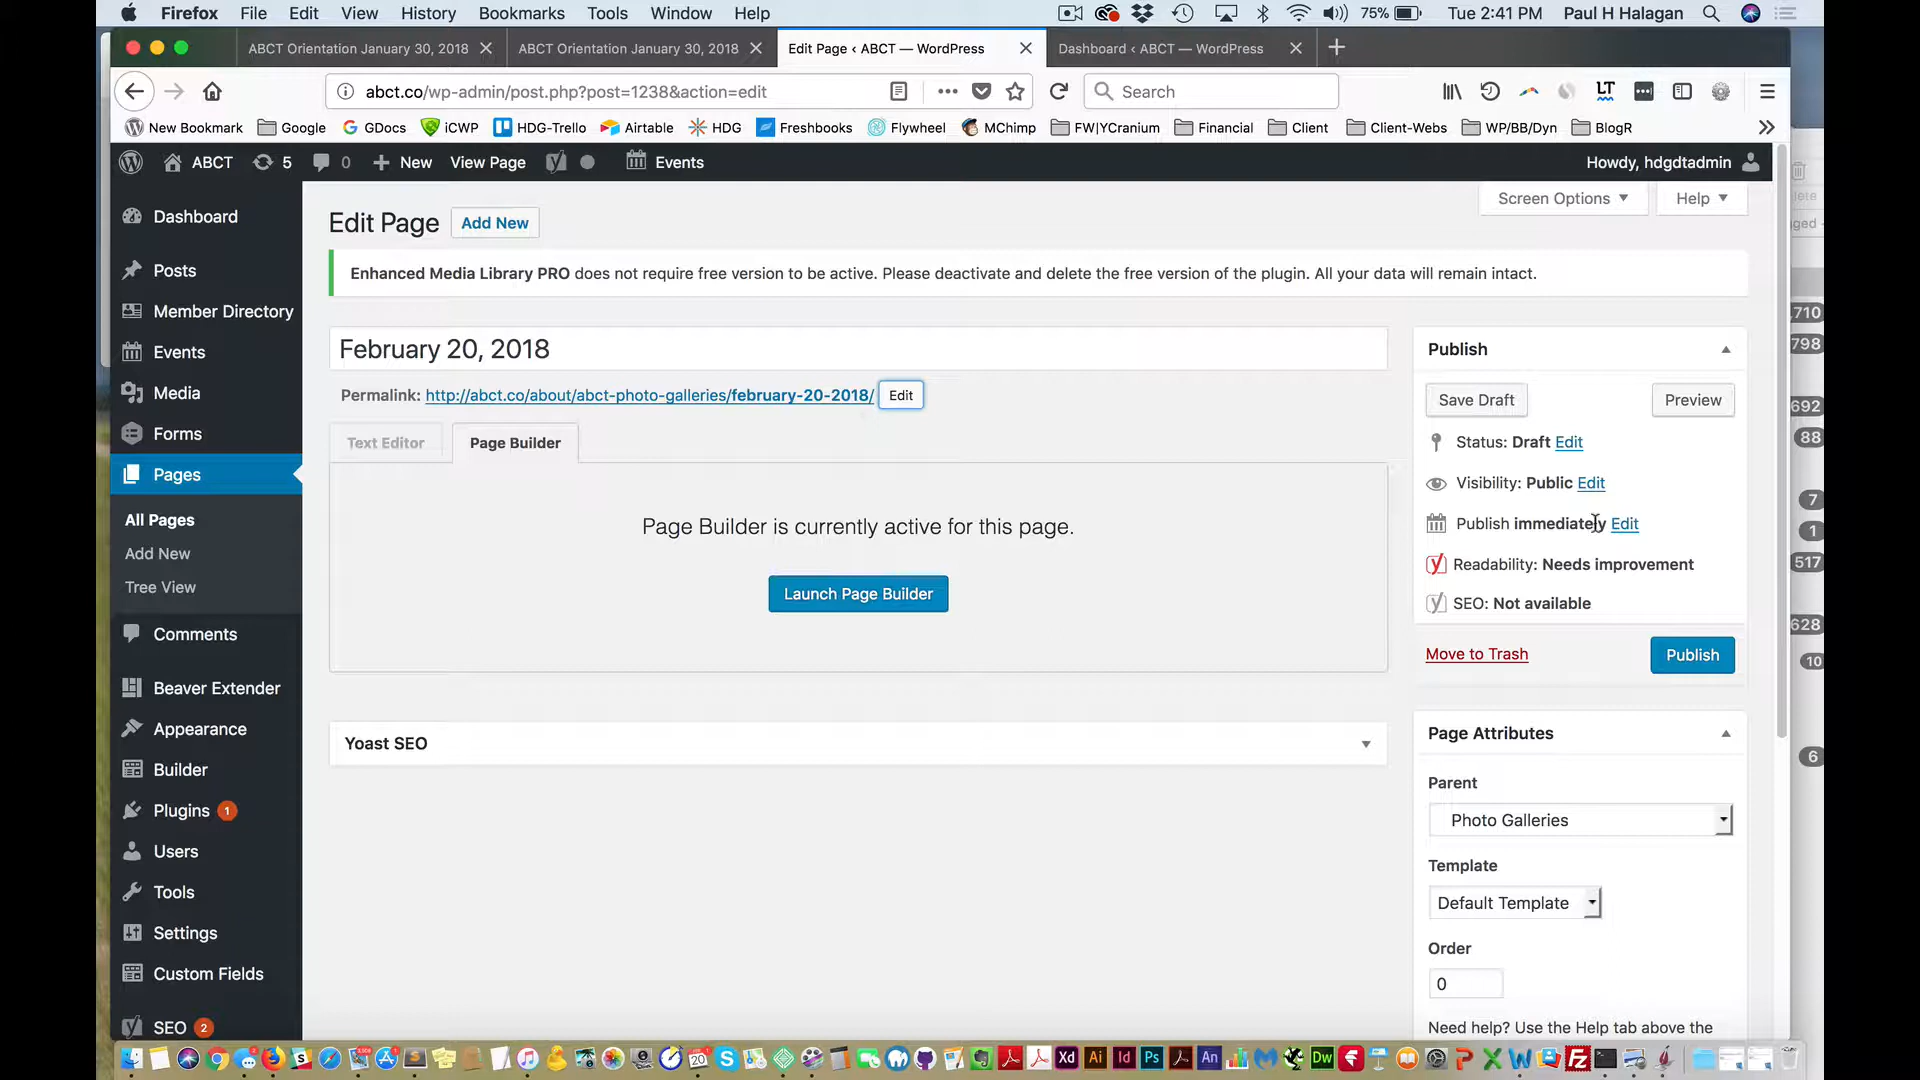 Firefox File Edit View History Bookmarks Tools Window Help 75% Tue 2:41 PM Paul H Halagan
ABCT Orientation January 30, 2018 ABCT Orientation January 30, 2018 Edit Page ‹ ABCT — WordPress Dashboard ‹ ABCT — WordPress
abct.co/wp-admin/post.php?post=1238&action=edit Search LT
New Bookmark Google GDocs iCWP HDG-Trello Airtable HDG Freshbooks Flywheel MChimp FW|YCranium Financial Client Client-Webs WP/BB/Dyn BlogR
ABCT 5 0 New View Page Events Howdy, hdgdtadmin
Screen Options Help
Dashboard
Edit Page Add New
Posts
Enhanced Media Library PRO does not require free version to be active. Please deactivate and delete the free version of the plugin. All your data will remain intact.
Member Directory
Events
February 20, 2018
Publish
Media
Permalink: http://abct.co/about/abct-photo-galleries/february-20-2018/ Edit
Save Draft Preview
Forms
Text Editor Page Builder
Status: Draft Edit
Pages
Visibility: Public Edit
All Pages
Page Builder is currently active for this page.
Publish immediately Edit
Add New
Readability: Needs improvement
Tree View
Launch Page Builder
SEO: Not available
Comments
Move to Trash Publish
Beaver Extender
Appearance
Yoast SEO
Page Attributes
Builder
Parent
Plugins 1
Photo Galleries
Users
Template
Tools
Default Template
Settings
Order
Custom Fields
0
SEO 2
Need help? Use the Help tab above the
710
798
692
88
7
1
517
628
10
6
20 Xd Ai Id Ps An Dw Fz